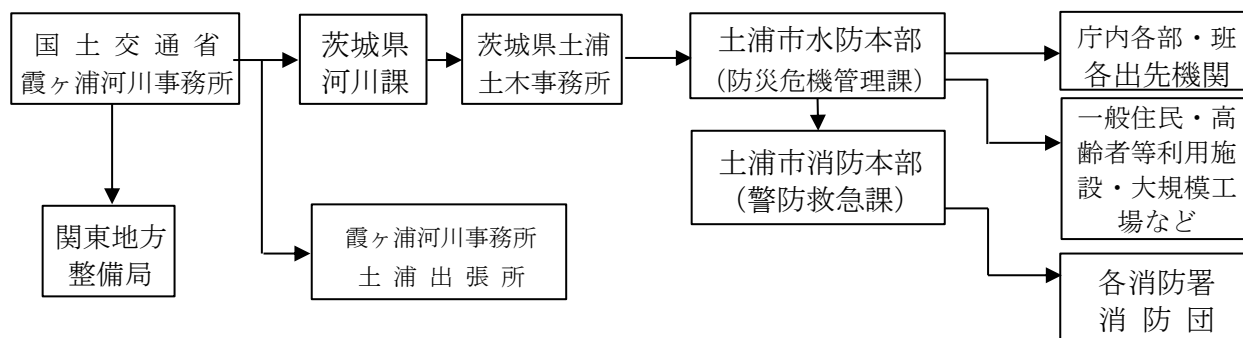 国土交通省
霞ヶ浦河川事務所
茨城県
河川課
茨城県土浦
土木事務所
土浦市水防本部
(防災危機管理課)
庁内各部・班
各出先機関
一般住民・高
齢者等利用施
設・大規模工
場など
土浦市消防本部
(警防救急課)
関東地方
整備局
霞ヶ浦河川事務所
土浦出張所
各消防署
消防団